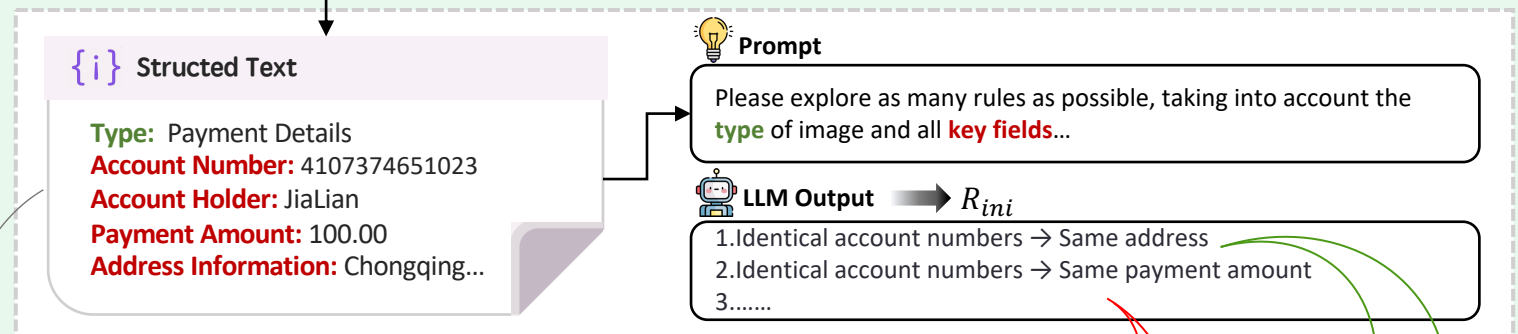 {i} Structed Text
Type: Payment Details
Account Number: 4107374651023
Account Holder: JiaLian
Payment Amount: 100.00
Address Information: Chongqing...
Prompt
Please explore as many rules as possible, taking into account the
type of image and all key fields...
LLM Output R_ini
1.Identical account numbers → Same address
2.Identical account numbers → Same payment amount
3.……